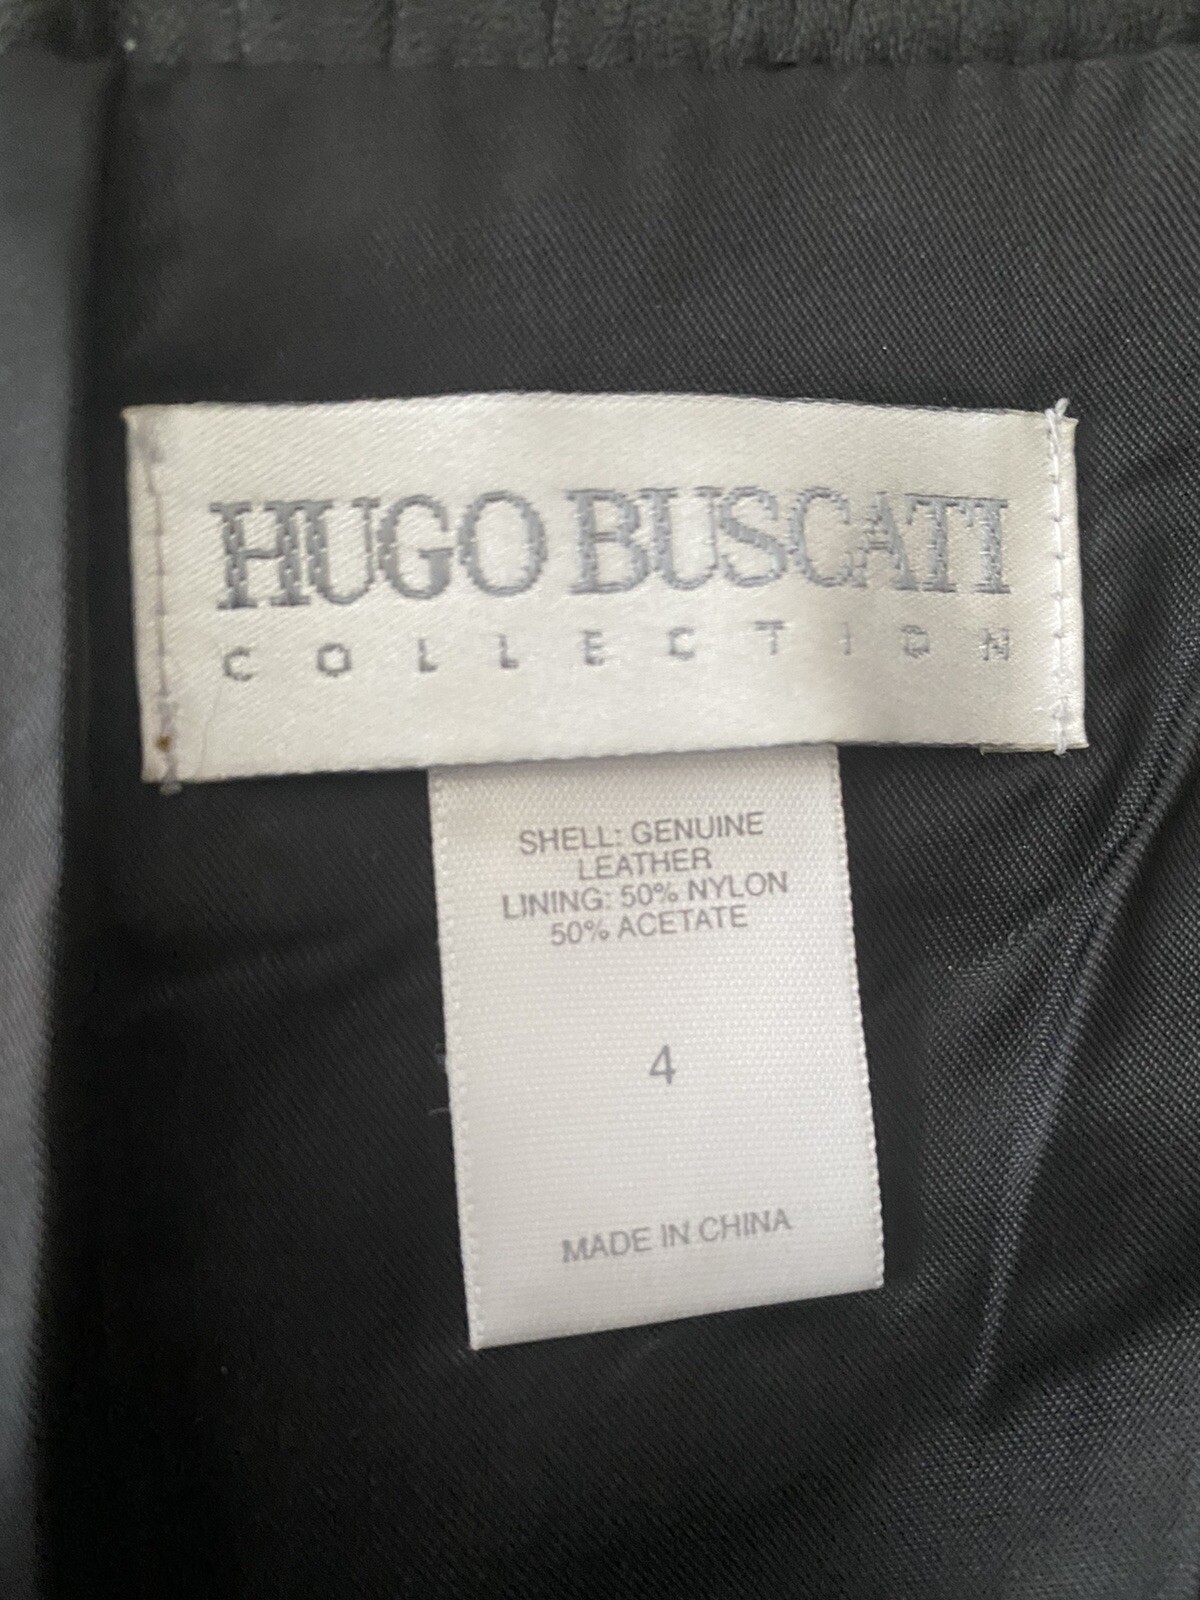 HUGO BUSCATI
COLLECTION
SHELL: GENUINE
LEATHER
LINING: 50% NYLON
50% ACETATE
4
MADE IN CHINA